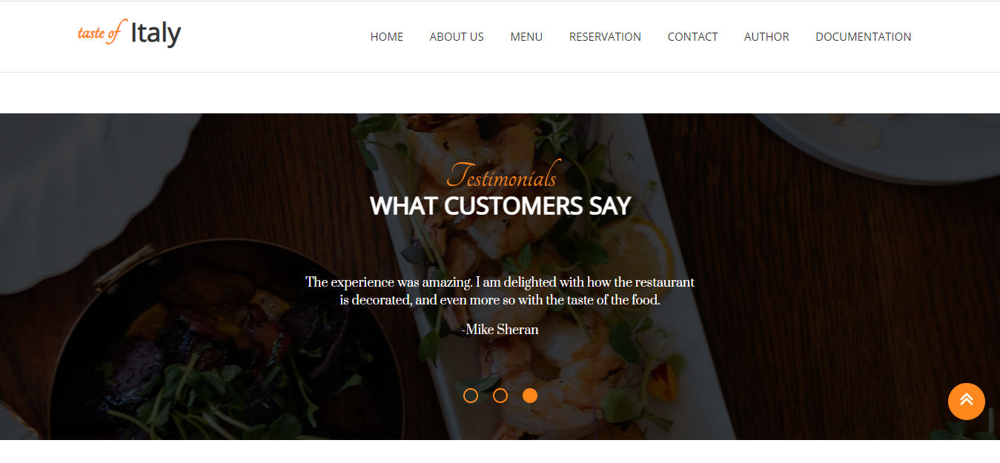 taste of Italy
HOME ABOUT US MENU RESERVATION CONTACT AUTHOR DOCUMENTATION
Testimonials
WHAT CUSTOMERS SAY
The experience was amazing. I am delighted with how the restaurant
is decorated, and even more so with the taste of the food.
-Mike Sheran